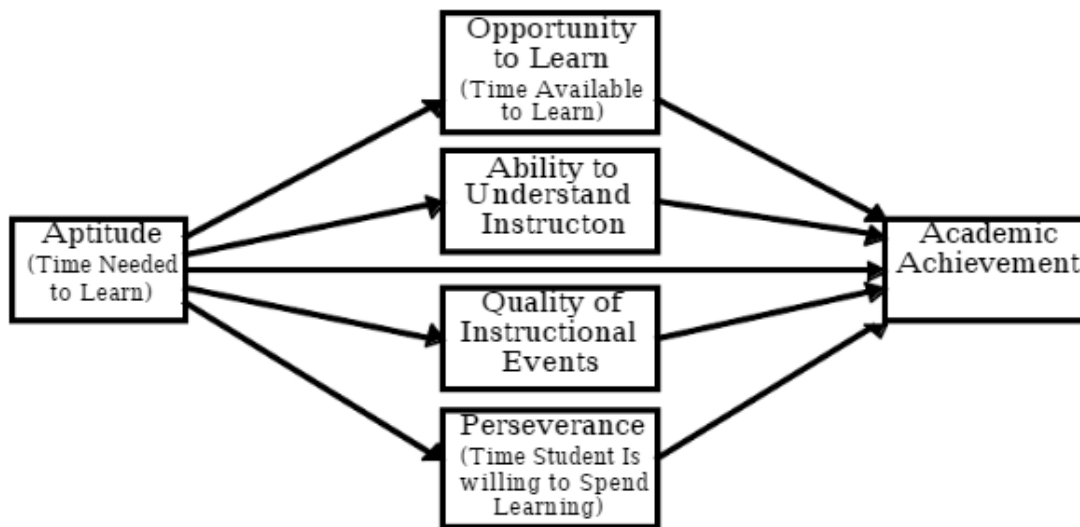 Opportunity
to Learn
(Time Available
to Learn)
Ability to
Understand
Instructon
Aptitude
(Time Needed
to Learn)
Academic
Achievement
Quality of
Instructional
Events
Perseverance
(Time Student Is
willing to Spend
Learning)